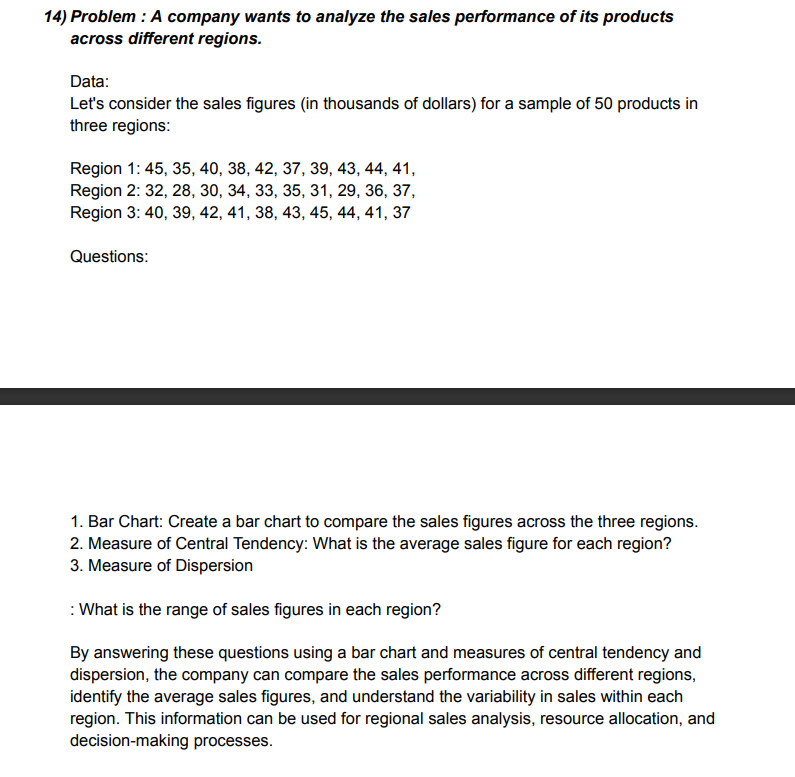 14) Problem : A company wants to analyze the sales performance of its products
across different regions.
Data:
Let's consider the sales figures (in thousands of dollars) for a sample of 50 products in
three regions:
Region 1: 45, 35, 40, 38, 42, 37, 39, 43, 44, 41,
Region 2: 32, 28, 30, 34, 33, 35, 31, 29, 36, 37,
Region 3: 40, 39, 42, 41, 38, 43, 45, 44, 41, 37
Questions:
1. Bar Chart: Create a bar chart to compare the sales figures across the three regions.
2. Measure of Central Tendency: What is the average sales figure for each region?
3. Measure of Dispersion
: What is the range of sales figures in each region?
By answering these questions using a bar chart and measures of central tendency and
dispersion, the company can compare the sales performance across different regions,
identify the average sales figures, and understand the variability in sales within each
region. This information can be used for regional sales analysis, resource allocation, and
decision-making processes.